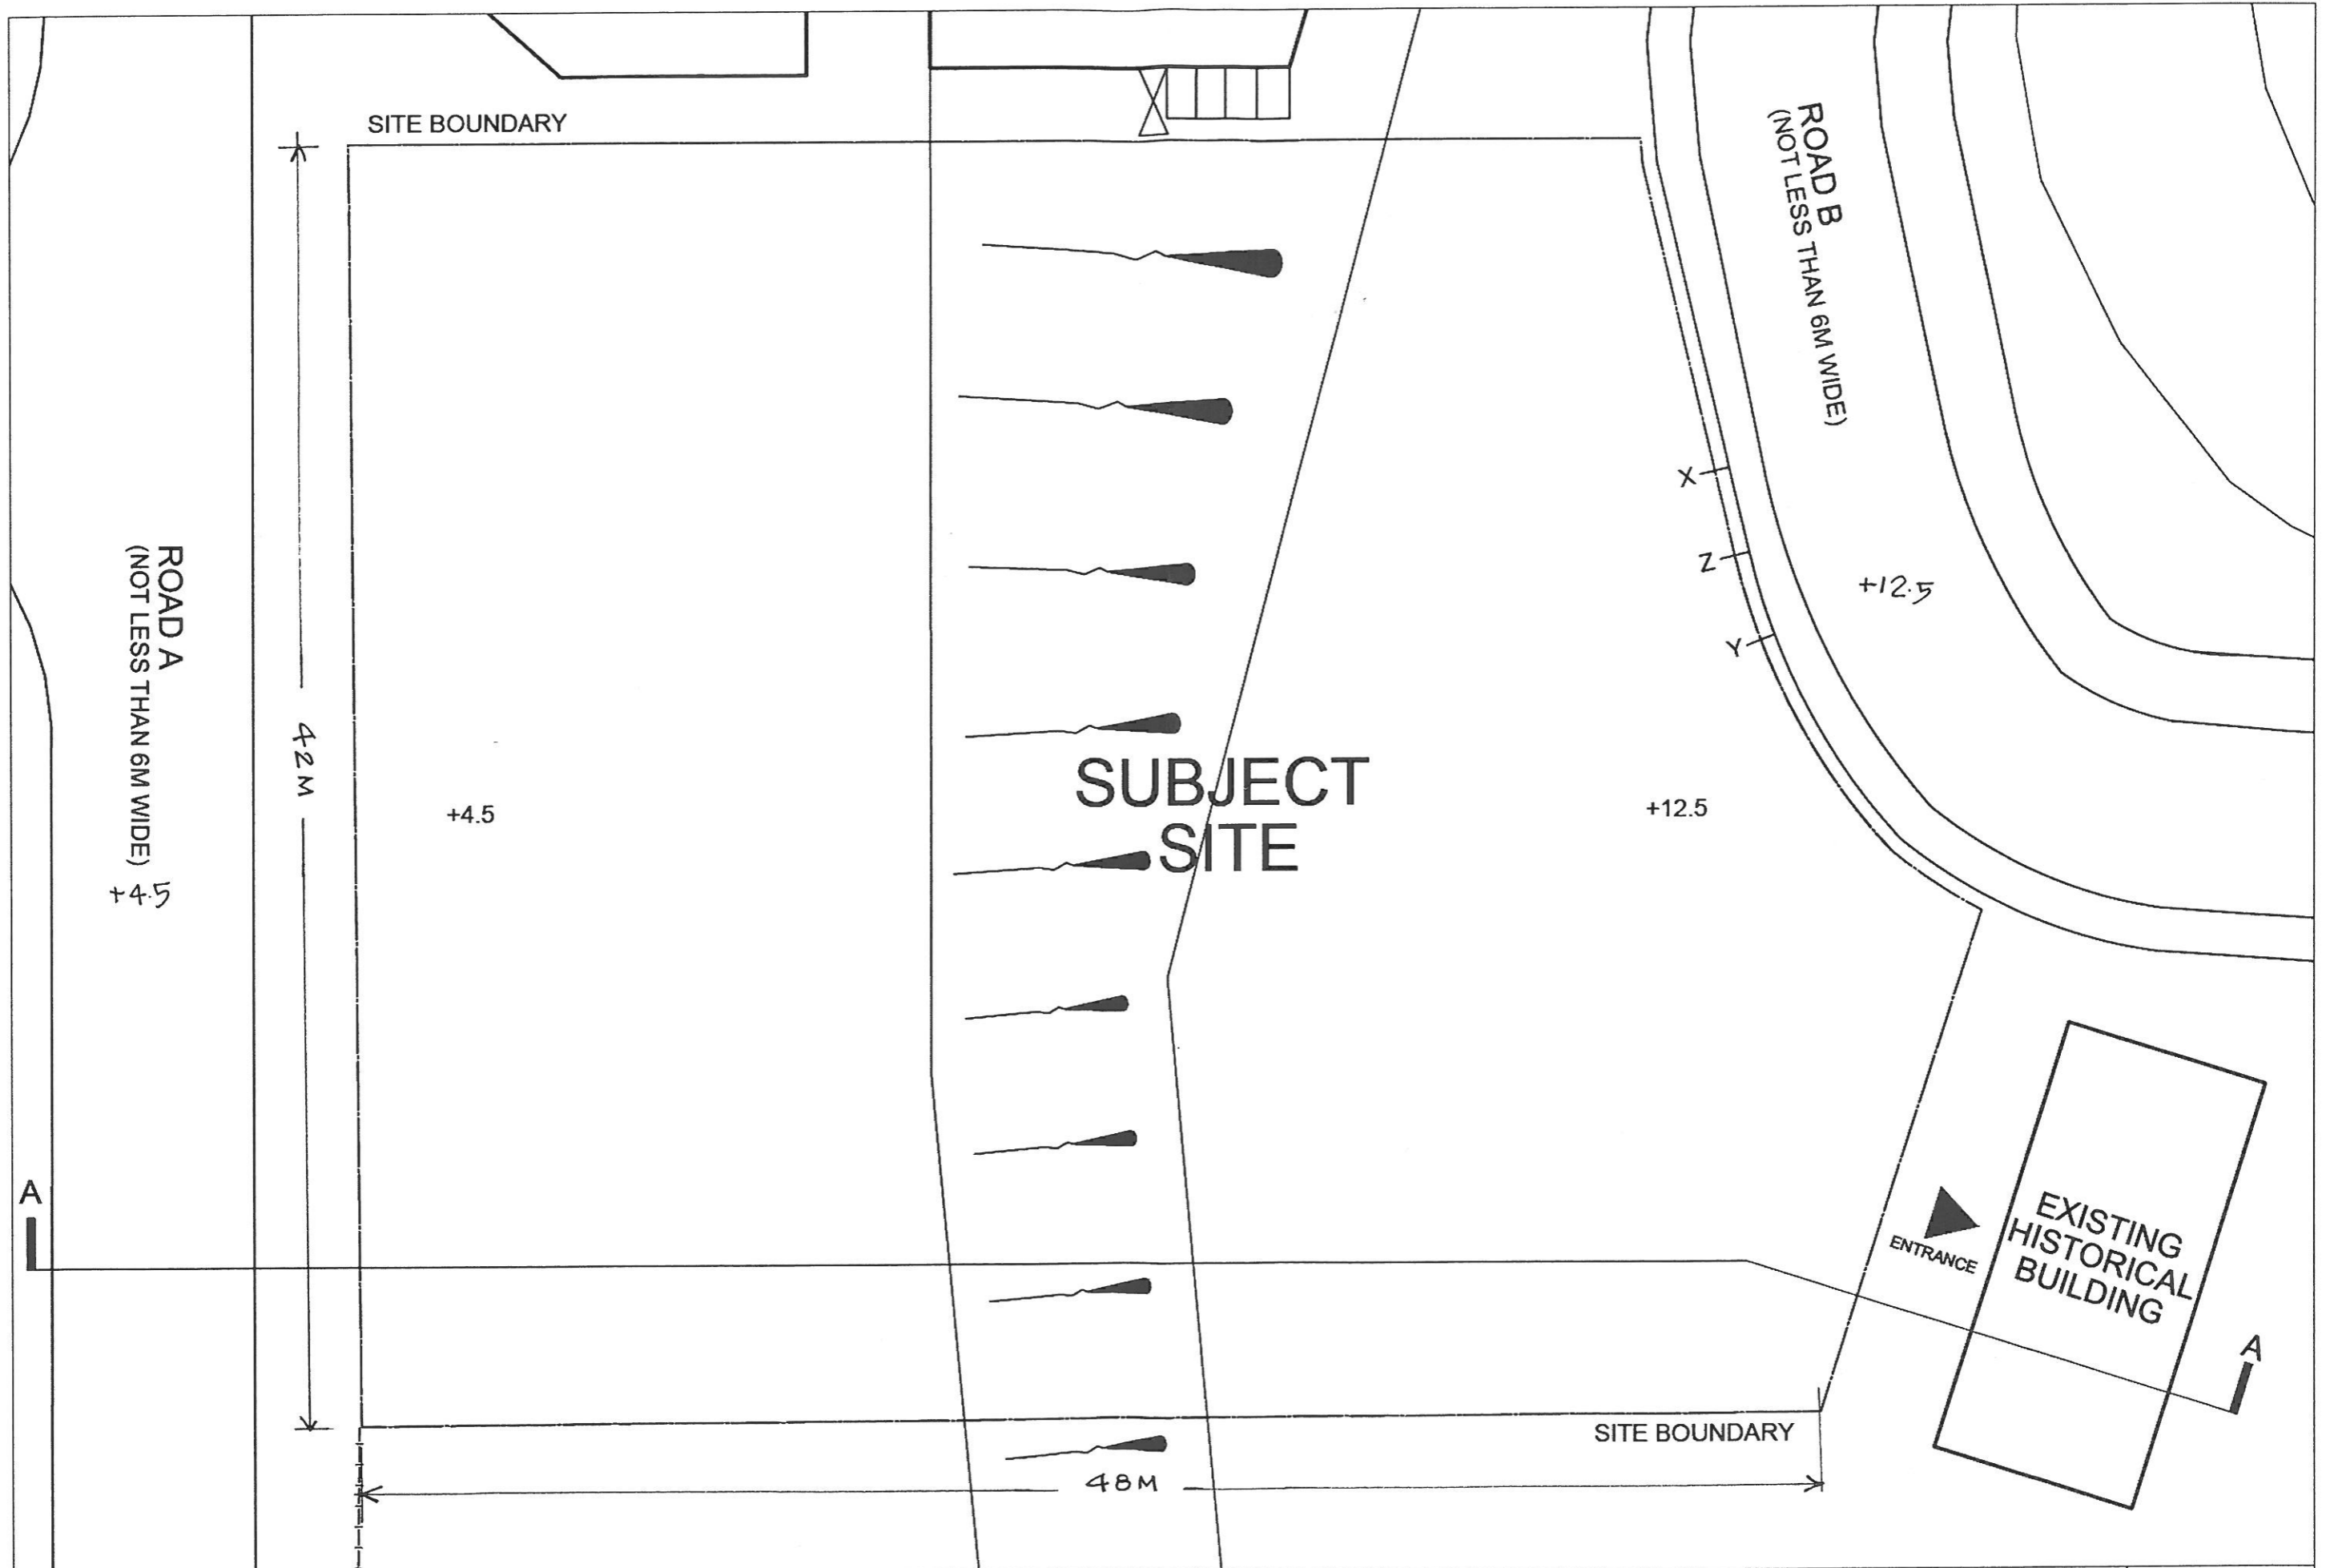 SITE BOUNDARY
ROAD B
(NOT LESS THAN 6M WIDE)
X
Z
Y
+12.5
ROAD A
(NOT LESS THAN 6M WIDE)
+4.5
42M
+4.5
SUBJECT
SITE
+12.5
A
ENTRANCE
EXISTING
HISTORICAL
BUILDING
A
SITE BOUNDARY
48M